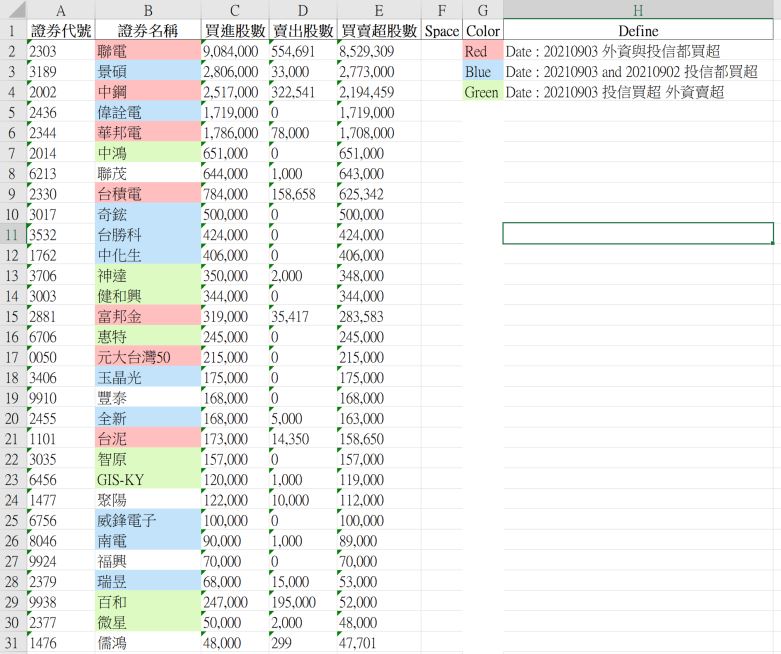 A B C D E F G H
1 證券代號 證券名稱 買進股數 賣出股數 買賣超股數 Space Color Define
2 2303 聯電 9,084,000 554,691 8,529,309 Red Date : 20210903 外資與投信都買超
3 3189 景碩 2,806,000 33,000 2,773,000 Blue Date : 20210903 and 20210902 投信都買超
4 2002 中鋼 2,517,000 322,541 2,194,459 Green Date : 20210903 投信買超 外資賣超
5 2436 偉詮電 1,719,000 0 1,719,000
6 2344 華邦電 1,786,000 78,000 1,708,000
7 2014 中鴻 651,000 0 651,000
8 6213 聯茂 644,000 1,000 643,000
9 2330 台積電 784,000 158,658 625,342
10 3017 奇鋐 500,000 0 500,000
11 3532 台勝科 424,000 0 424,000
12 1762 中化生 406,000 0 406,000
13 3706 神達 350,000 2,000 348,000
14 3003 健和興 344,000 0 344,000
15 2881 富邦金 319,000 35,417 283,583
16 6706 惠特 245,000 0 245,000
17 0050 元大台灣50 215,000 0 215,000
18 3406 玉晶光 175,000 0 175,000
19 9910 豐泰 168,000 0 168,000
20 2455 全新 168,000 5,000 163,000
21 1101 台泥 173,000 14,350 158,650
22 3035 智原 157,000 0 157,000
23 6456 GIS-KY 120,000 1,000 119,000
24 1477 聚陽 122,000 10,000 112,000
25 6756 威鋒電子 100,000 0 100,000
26 8046 南電 90,000 1,000 89,000
27 9924 福興 70,000 0 70,000
28 2379 瑞昱 68,000 15,000 53,000
29 9938 百和 247,000 195,000 52,000
30 2377 微星 50,000 2,000 48,000
31 1476 儒鴻 48,000 299 47,701